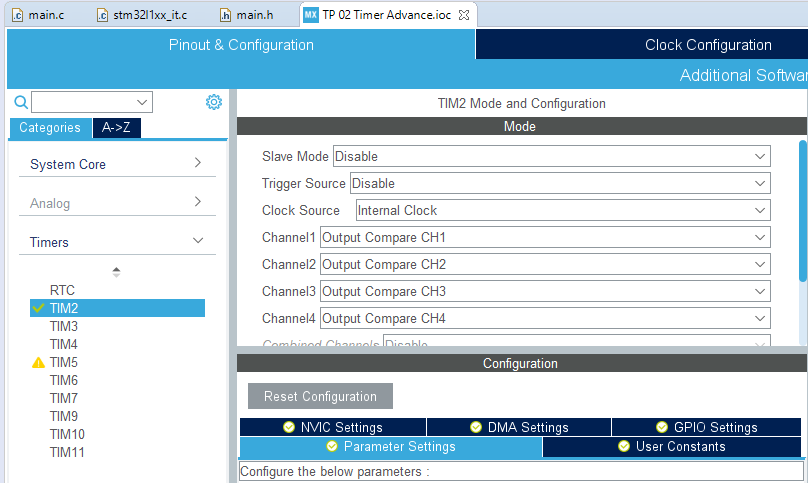 main.c stm32l1xx_it.c main.h MX TP 02 Timer Advance.ioc
Pinout & Configuration Clock Configuration
Additional Softwar
TIM2 Mode and Configuration
Categories A->Z
Mode
System Core
Analog
Timers
RTC
TIM2
TIM3
TIM4
TIM5
TIM6
TIM7
TIM9
TIM10
TIM11
Slave Mode Disable
Trigger Source Disable
Clock Source Internal Clock
Channel1 Output Compare CH1
Channel2 Output Compare CH2
Channel3 Output Compare CH3
Channel4 Output Compare CH4
Combined Channels Disable
Configuration
Reset Configuration
NVIC Settings DMA Settings GPIO Settings
Parameter Settings User Constants
Configure the below parameters :